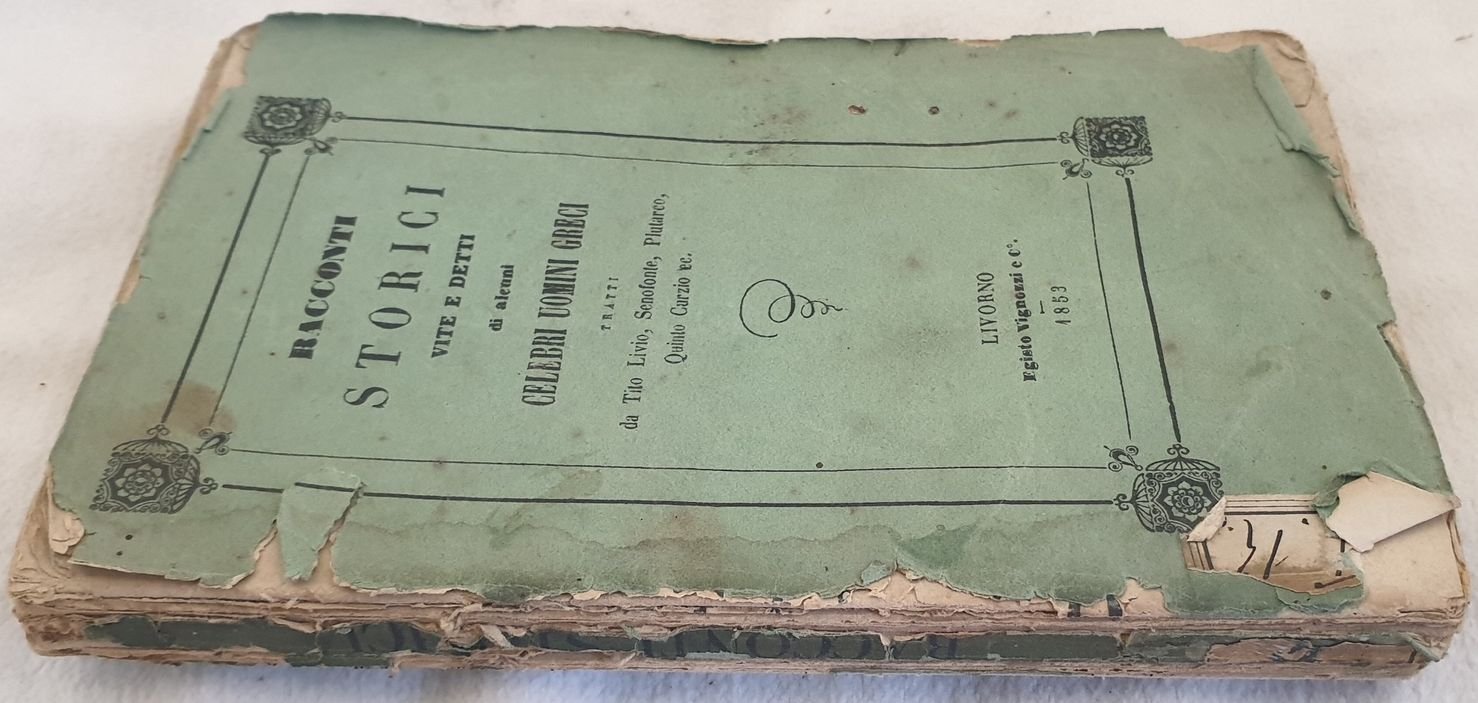 RACCONTI
STORICI
VITE E DETTI
di alcuni
CELEBRI UOMINI GRECI
TRATTI
da Tito Livio, Senofonte, Plutarco,
Quinto Curzio ec.
LIVORNO
Egisto Vignozzi e C°.
1853
RACCONTI